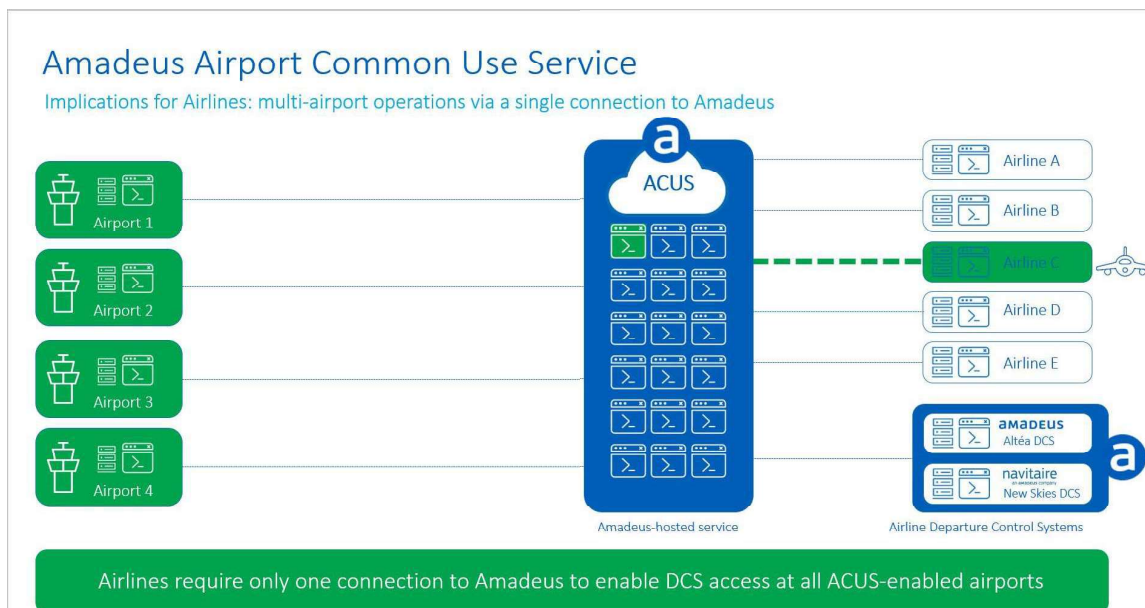 Amadeus Airport Common Use Service
Implications for Airlines: multi-airport operations via a single connection to Amadeus
Airport 1
Airport 2
Airport 3
Airport 4
a
ACUS
Amadeus-hosted service
Airline A
Airline B
Airline C
Airline D
Airline E
amadeus
Altéa DCS
navitaire
an amadeus company
New Skies DCS
a
Airline Departure Control Systems
Airlines require only one connection to Amadeus to enable DCS access at all ACUS-enabled airports